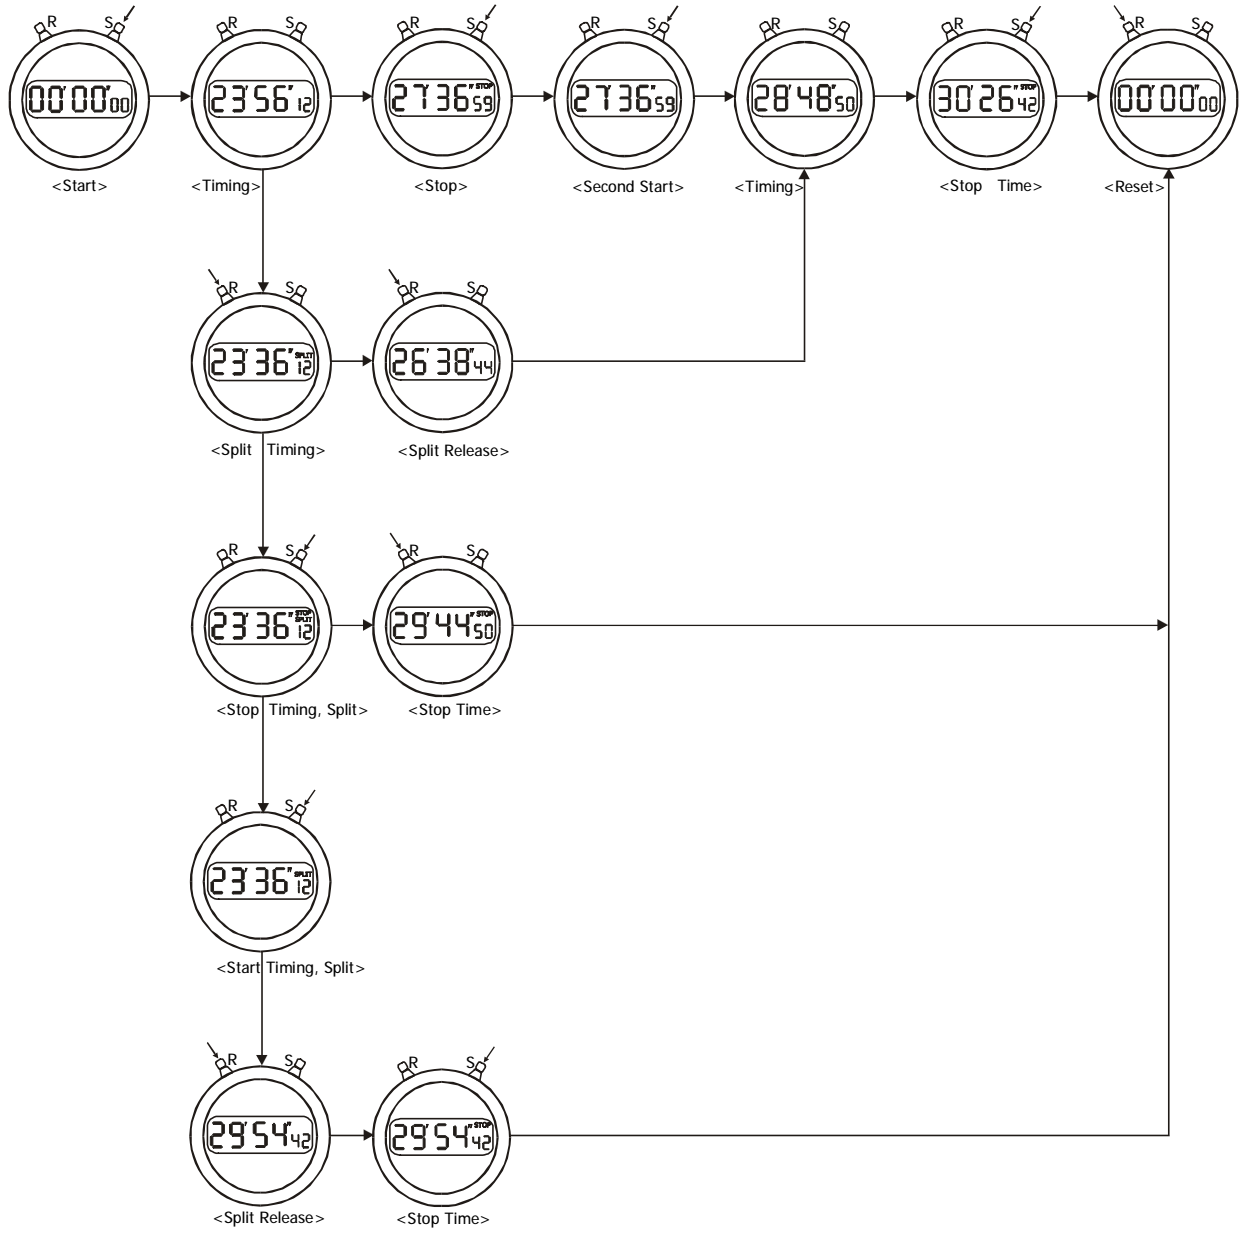 R S R S R S R S R S R S R S
00' 00" 00 23' 56" 12 27' 36" STOP 59 27' 36" 59 28' 48" 50 30' 26" STOP 42 00' 00" 00
<Start> <Timing> <Stop> <Second Start> <Timing> <Stop Time> <Reset>
R S R S
23' 36" SPLIT 12 26' 38" 44
<Split Timing> <Split Release>
R S R S
23' 36" STOP SPLIT 12 29' 44" STOP 50
<Stop Timing, Split> <Stop Time>
R S
23' 36" SPLIT 12
<Start Timing, Split>
R S R S
29' 54" 42 29' 54" STOP 42
<Split Release> <Stop Time>